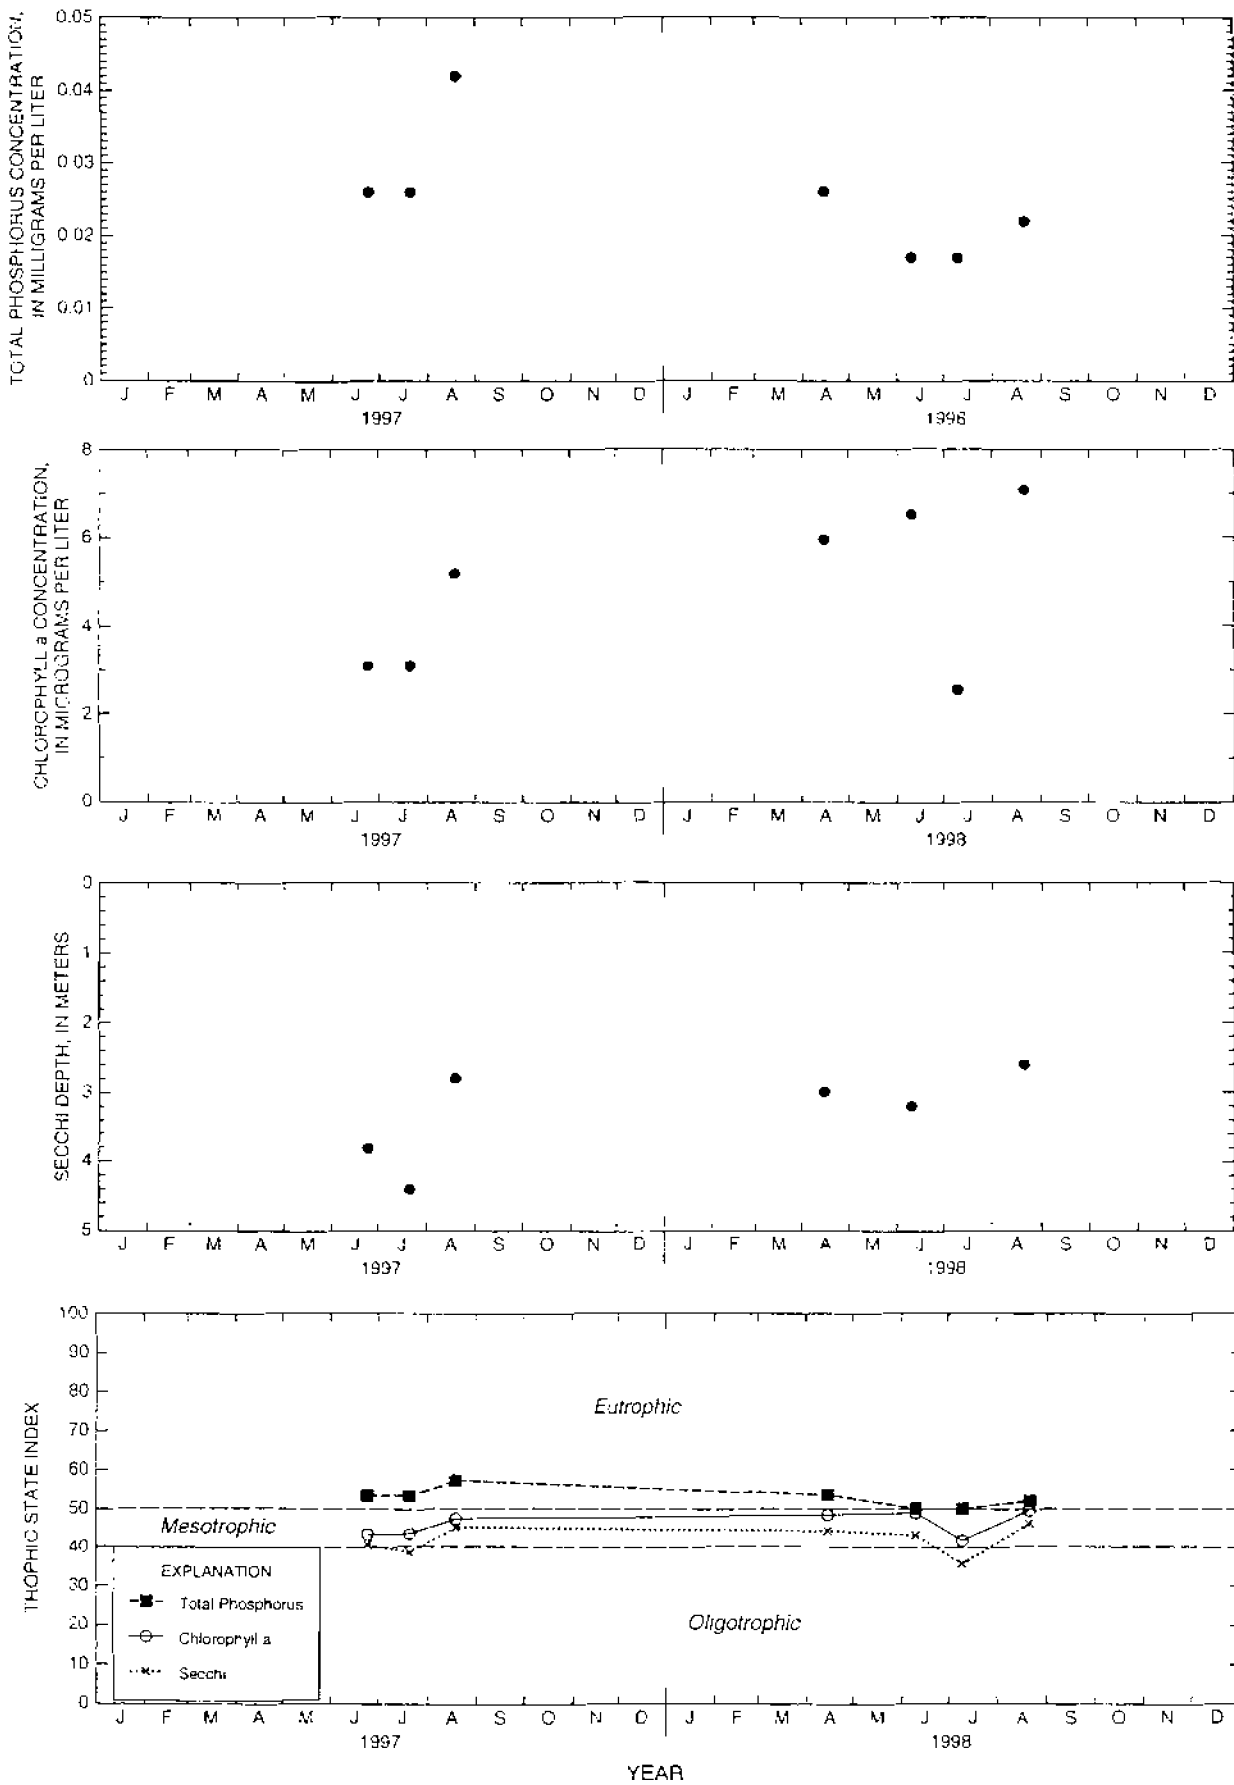 TOTAL PHOSPHORUS CONCENTRATION,
IN MILLIGRAMS PER LITER
0.05
0.04
0.03
0.02
0.01
0
J F M A M J J A S O N D J F M A M J J A S O N D
1997 1998
CHLOROPHYLL a CONCENTRATION,
IN MICROGRAMS PER LITER
8
6
4
2
0
J F M A M J J A S O N D J F M A M J J A S O N D
1997 1998
SECCHI DEPTH, IN METERS
0
1
2
3
4
5
J F M A M J J A S O N D J F M A M J J A S O N D
1997 1998
THOPHIC STATE INDEX
100
90
80
70
60
50
40
30
20
10
0
Eutrophic
Mesotrophic
Oligotrophic
EXPLANATION
Total Phosphorus
Chlorophyll a
Secchi
J F M A M J J A S O N D J F M A M J J A S O N D
1997 1998
YEAR